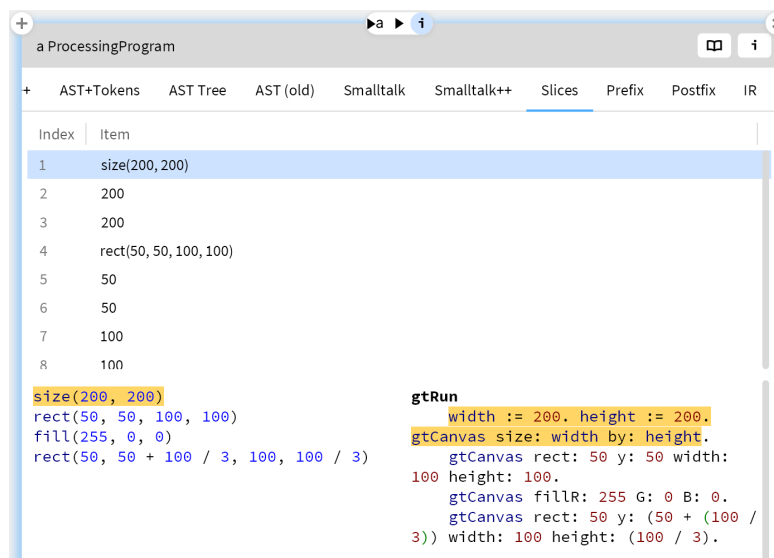 a
i
a ProcessingProgram
i
+ AST+Tokens AST Tree AST (old) Smalltalk Smalltalk++ Slices Prefix Postfix IR
Index Item
1 size(200, 200)
2 200
3 200
4 rect(50, 50, 100, 100)
5 50
6 50
7 100
8 100
size(200, 200)
rect(50, 50, 100, 100)
fill(255, 0, 0)
rect(50, 50 + 100 / 3, 100, 100 / 3)
gtRun
width := 200. height := 200.
gtCanvas size: width by: height.
gtCanvas rect: 50 y: 50 width:
100 height: 100.
gtCanvas fillR: 255 G: 0 B: 0.
gtCanvas rect: 50 y: (50 + (100 /
3)) width: 100 height: (100 / 3).